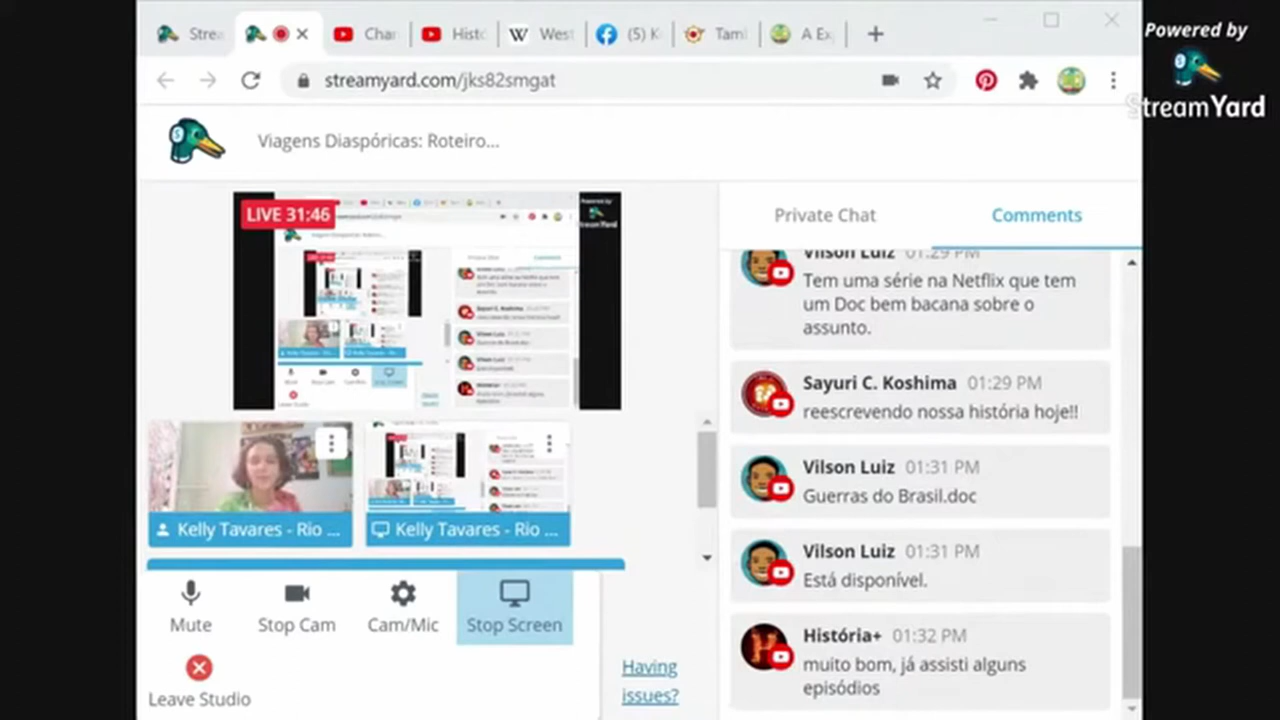 Strea
Char
Histo
W West
(5) K
Taml
A Ex
Powered by
StreamYard
streamyard.com/jks82smgat
Viagens Diaspóricas: Roteiro...
LIVE 31:46
Private Chat
Comments
Vilson Luiz 01:29 PM
Tem uma série na Netflix que tem
um Doc bem bacana sobre o
assunto.
Sayuri C. Koshima 01:29 PM
reescrevendo nossa história hoje!!
Vilson Luiz 01:31 PM
Guerras do Brasil.doc
Vilson Luiz 01:31 PM
Está disponível.
História+ 01:32 PM
muito bom, já assisti alguns
episódios
Kelly Tavares - Rio ...
Kelly Tavares - Rio ...
Mute
Stop Cam
Cam/Mic
Stop Screen
Leave Studio
Having
issues?